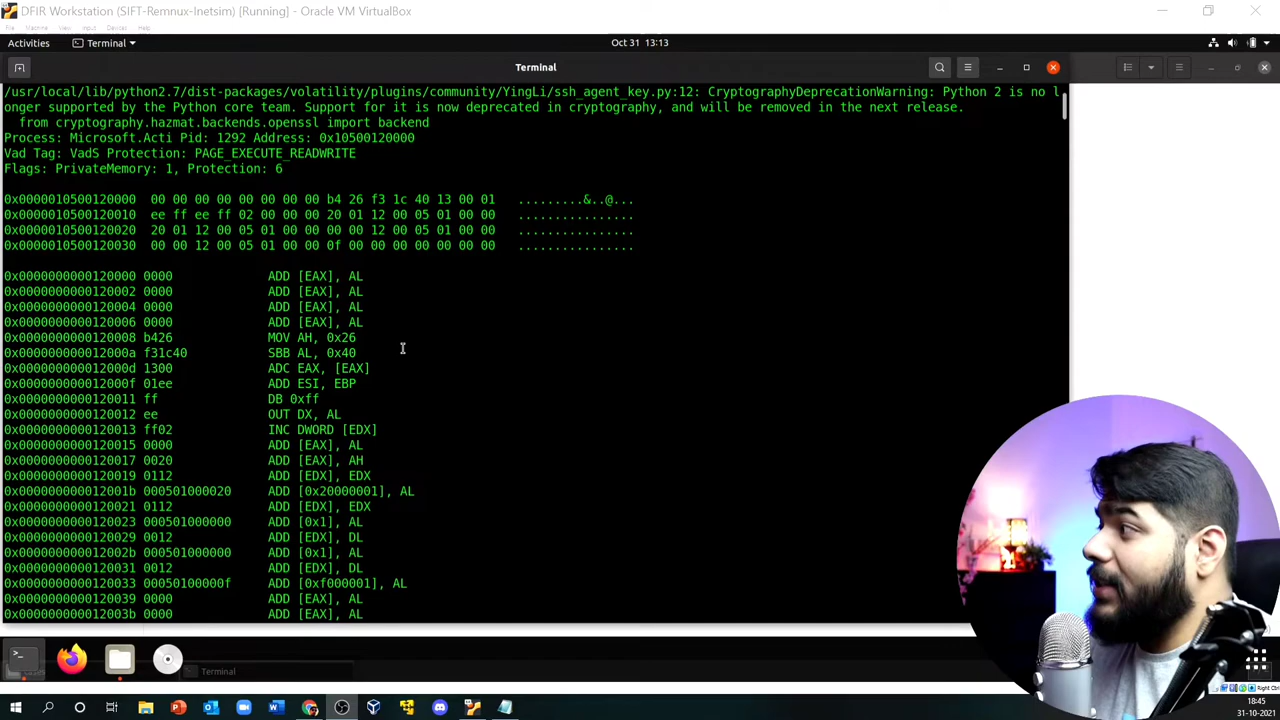 DFIR Workstation (SIFT-Remnux-Inetsim) [Running] - Oracle VM VirtualBox
File Machine View Input Devices Help
Activities Terminal Oct 31 13:13
Terminal
/usr/local/lib/python2.7/dist-packages/volatility/plugins/community/YingLi/ssh_agent_key.py:12: CryptographyDeprecationWarning: Python 2 is no l
onger supported by the Python core team. Support for it is now deprecated in cryptography, and will be removed in the next release.
from cryptography.hazmat.backends.openssl import backend
Process: Microsoft.Acti Pid: 1292 Address: 0x10500120000
Vad Tag: VadS Protection: PAGE_EXECUTE_READWRITE
Flags: PrivateMemory: 1, Protection: 6
0x0000010500120000 00 00 00 00 00 00 00 00 b4 26 f3 1c 40 13 00 01 .........&..@...
0x0000010500120010 ee ff ee ff 02 00 00 00 20 01 12 00 05 01 00 00 ................
0x0000010500120020 20 01 12 00 05 01 00 00 00 00 12 00 05 01 00 00 ................
0x0000010500120030 00 00 12 00 05 01 00 00 0f 00 00 00 00 00 00 00 ................
0x0000000000120000 0000 ADD [EAX], AL
0x0000000000120002 0000 ADD [EAX], AL
0x0000000000120004 0000 ADD [EAX], AL
0x0000000000120006 0000 ADD [EAX], AL
0x0000000000120008 b426 MOV AH, 0x26
0x000000000012000a f31c40 SBB AL, 0x40
0x000000000012000d 1300 ADC EAX, [EAX]
0x000000000012000f 01ee ADD ESI, EBP
0x0000000000120011 ff DB 0xff
0x0000000000120012 ee OUT DX, AL
0x0000000000120013 ff02 INC DWORD [EDX]
0x0000000000120015 0000 ADD [EAX], AL
0x0000000000120017 0020 ADD [EAX], AH
0x0000000000120019 0112 ADD [EDX], EDX
0x000000000012001b 000501000020 ADD [0x20000001], AL
0x0000000000120021 0112 ADD [EDX], EDX
0x0000000000120023 000501000000 ADD [0x1], AL
0x0000000000120029 0012 ADD [EDX], DL
0x000000000012002b 000501000000 ADD [0x1], AL
0x0000000000120031 0012 ADD [EDX], DL
0x0000000000120033 00050100000f ADD [0xf000001], AL
0x0000000000120039 0000 ADD [EAX], AL
0x000000000012003b 0000 ADD [EAX], AL
Terminal
Right Ctrl
18:45
31-10-2021